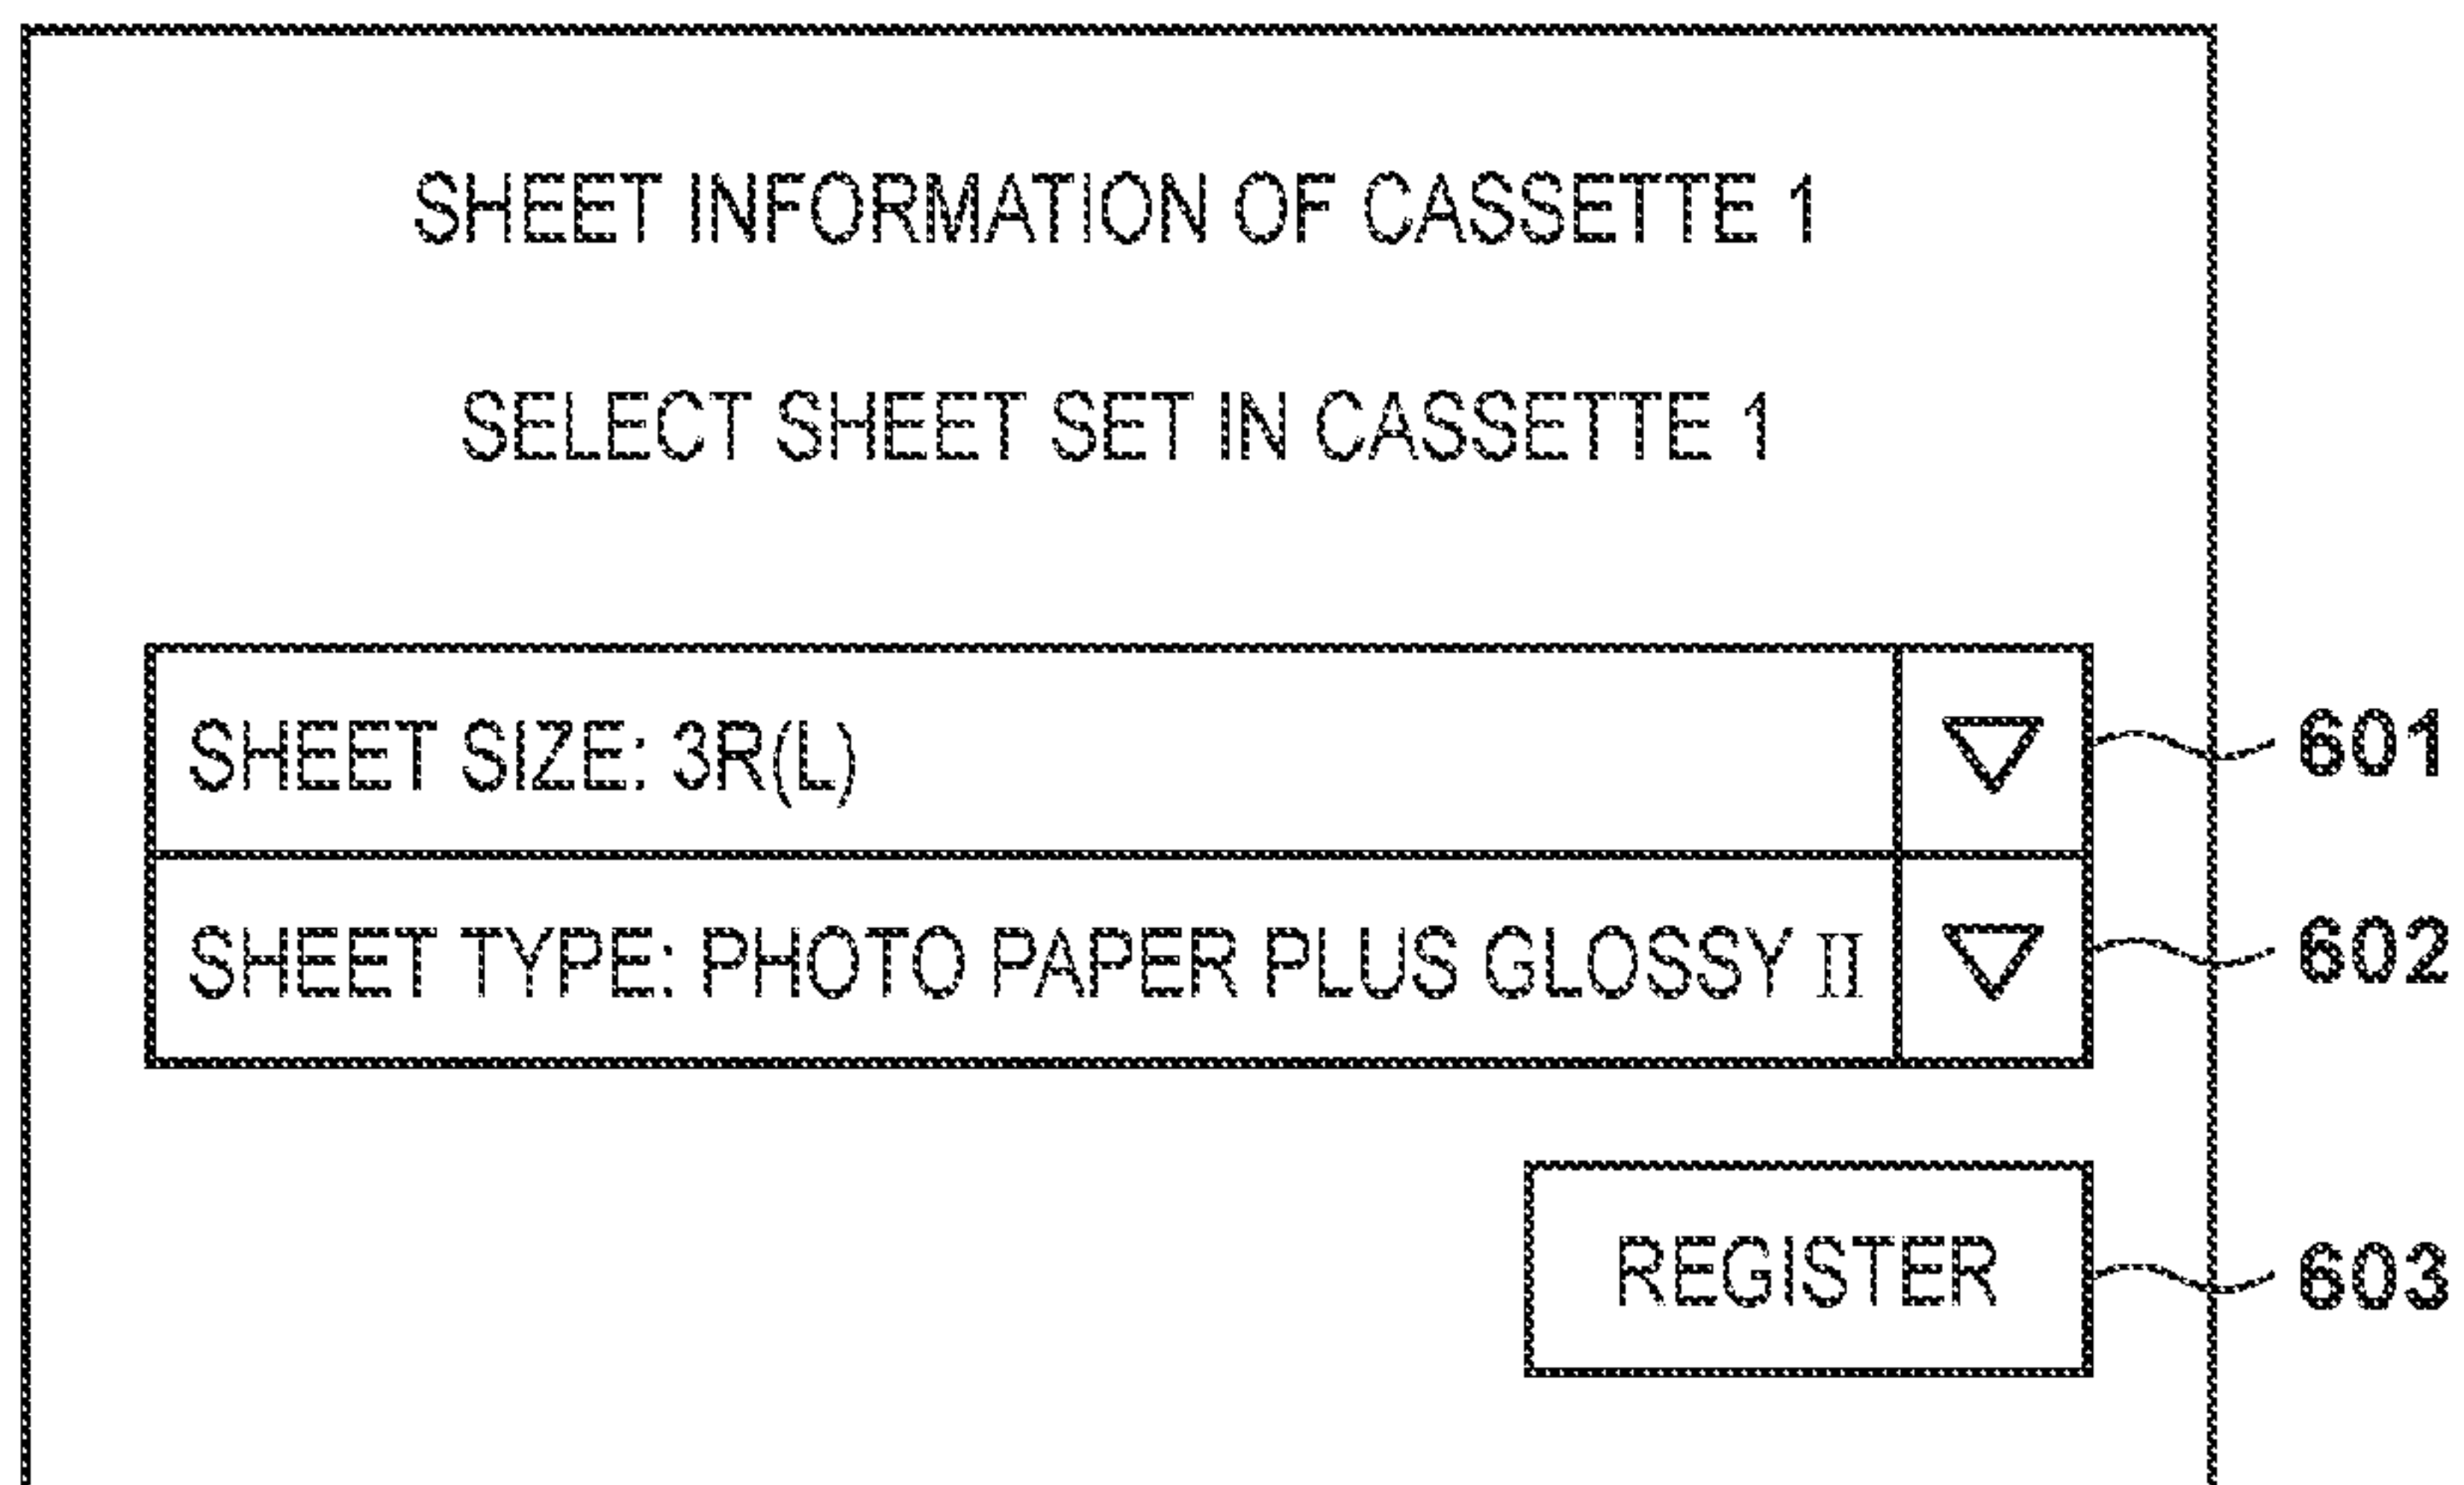 SHEET INFORMATION OF CASSETTE 1
SELECT SHEET SET IN CASSETTE 1
SHEET SIZE: 3R(L)
601
SHEET TYPE: PHOTO PAPER PLUS GLOSSY II
602
REGISTER
603